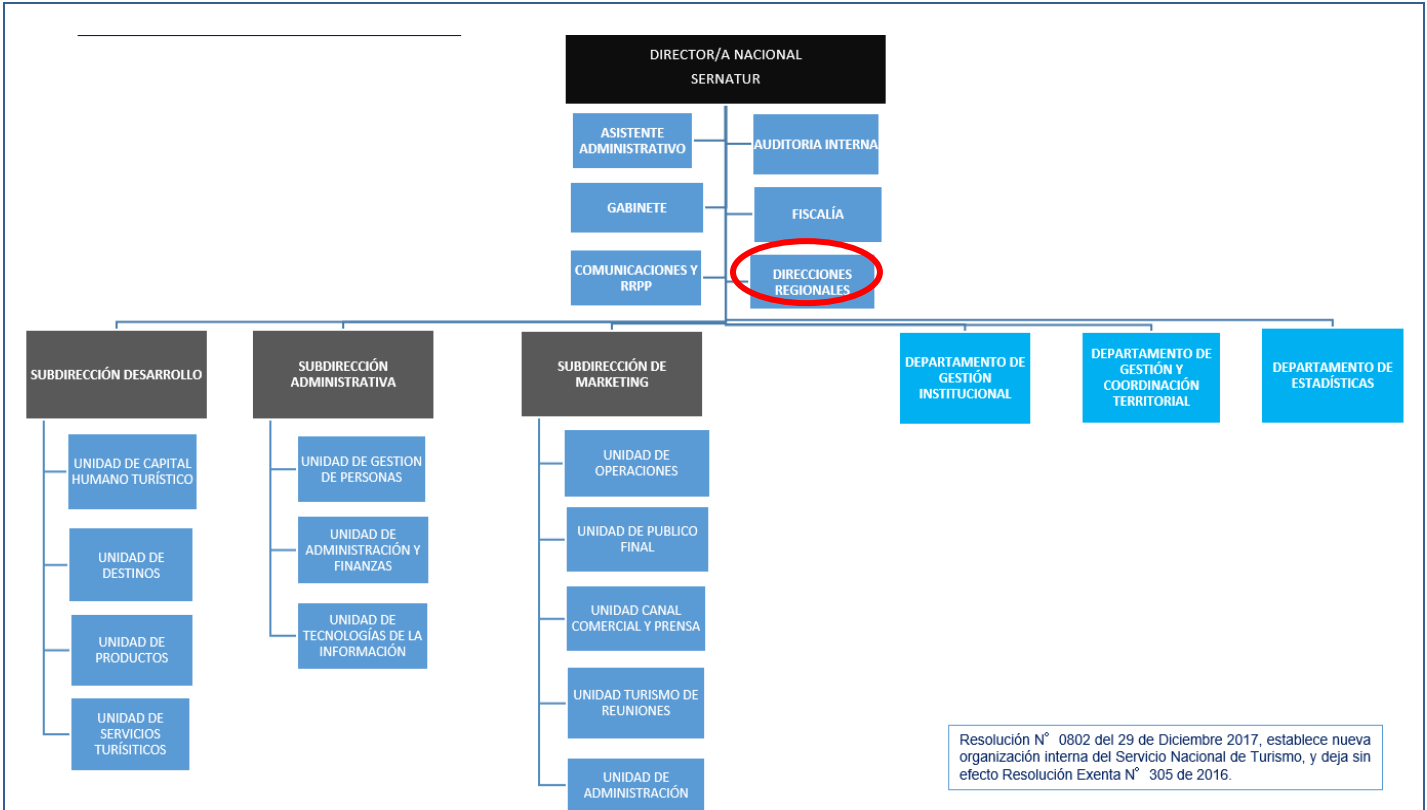 DIRECTOR/A NACIONAL
SERNATUR
ASISTENTE
ADMINISTRATIVO
AUDITORIA INTERNA
GABINETE
FISCALÍA
COMUNICACIONES Y
RRPP
DIRECCIONES
REGIONALES
SUBDIRECCIÓN DESARROLLO
SUBDIRECCIÓN
ADMINISTRATIVA
SUBDIRECCIÓN DE
MARKETING
DEPARTAMENTO DE
GESTIÓN
INSTITUCIONAL
DEPARTAMENTO DE
GESTIÓN Y
COORDINACIÓN
TERRITORIAL
DEPARTAMENTO DE
ESTADÍSTICAS
UNIDAD DE CAPITAL
HUMANO TURÍSTICO
UNIDAD DE
DESTINOS
UNIDAD DE
PRODUCTOS
UNIDAD DE
SERVICIOS
TURÍSITICOS
UNIDAD DE GESTION
DE PERSONAS
UNIDAD DE
ADMINISTRACIÓN Y
FINANZAS
UNIDAD DE
TECNOLOGÍAS DE LA
INFORMACIÓN
UNIDAD DE
OPERACIONES
UNIDAD DE PUBLICO
FINAL
UNIDAD CANAL
COMERCIAL Y PRENSA
UNIDAD TURISMO DE
REUNIONES
UNIDAD DE
ADMINISTRACIÓN
Resolución N° 0802 del 29 de Diciembre 2017, establece nueva
organización interna del Servicio Nacional de Turismo, y deja sin
efecto Resolución Exenta N° 305 de 2016.